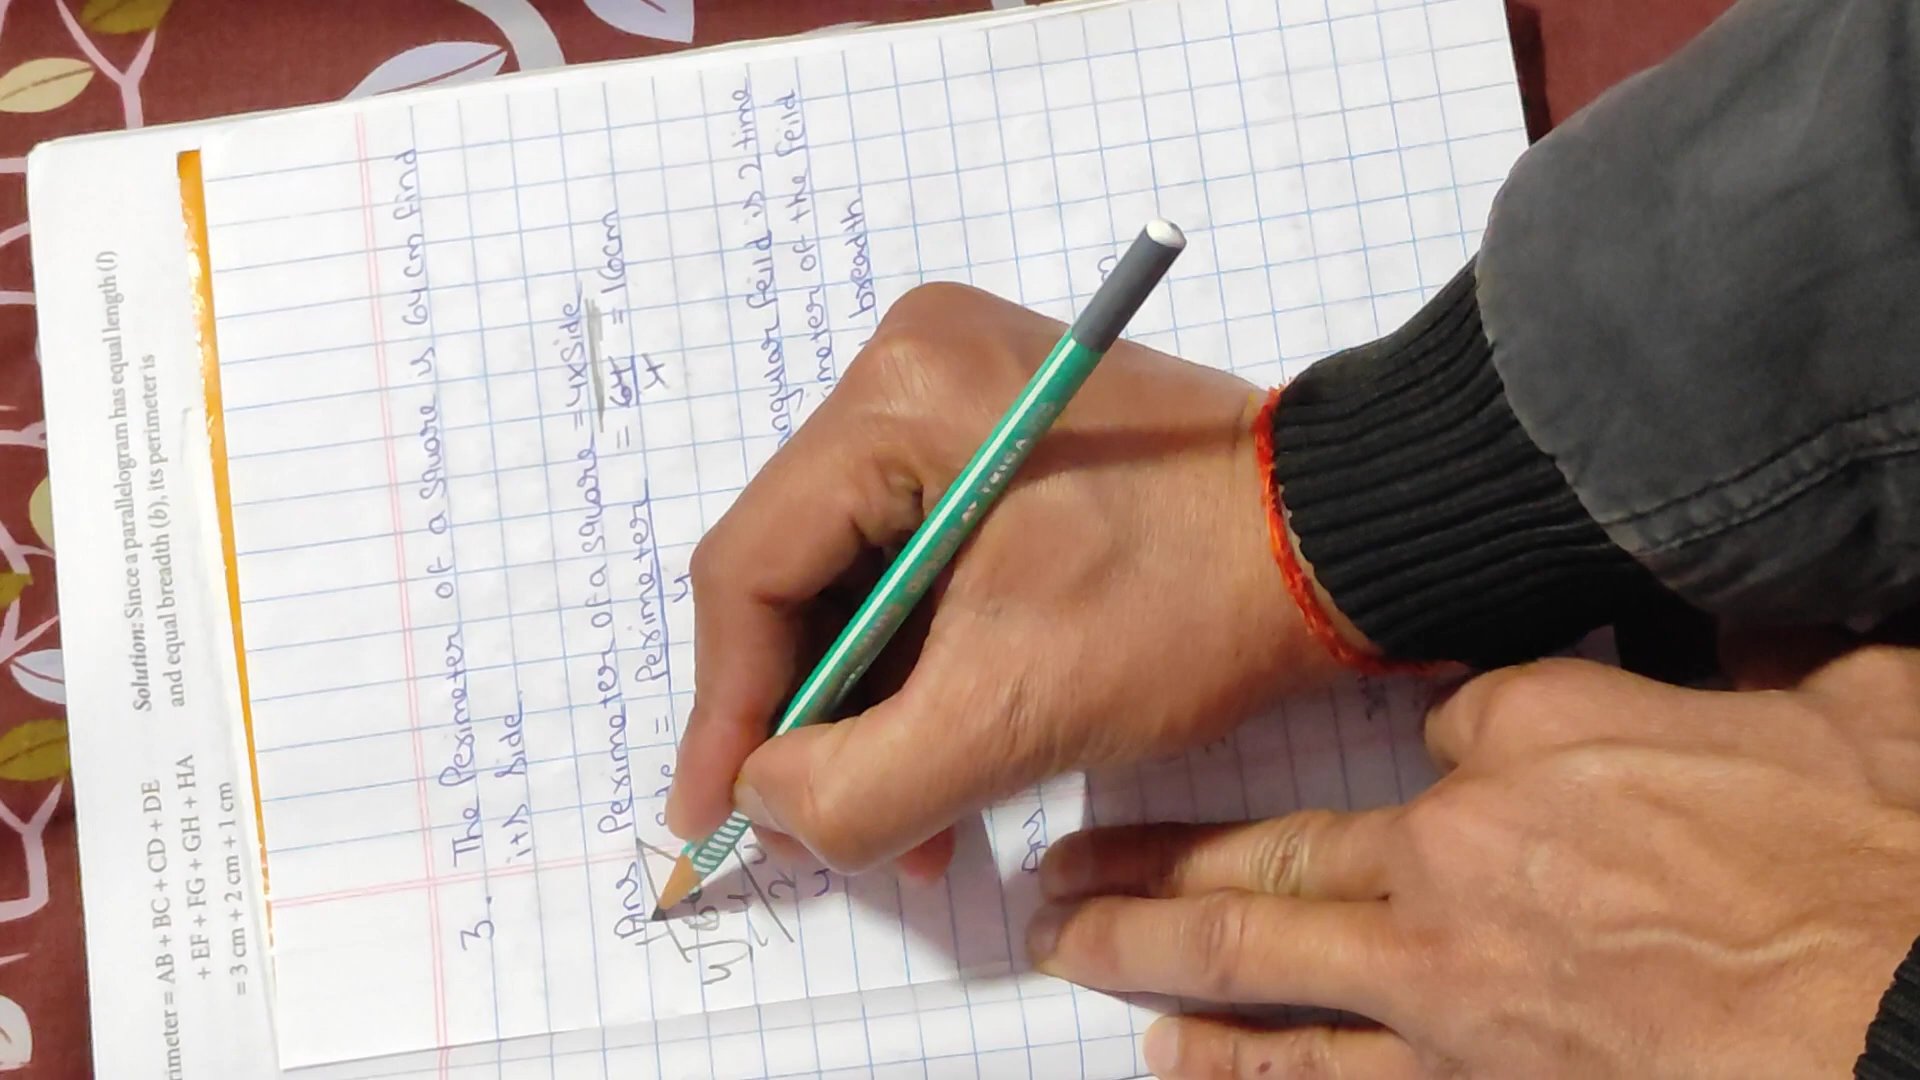 rimeter = AB + BC + CD + DE
+ EF + FG + GH + HA
= 3 cm + 2 cm + 1 cm
Solution: Since a parallelogram has equal length (l)
and equal breadth (b), its perimeter is
3. The Perimeter of a square is 64 cm find
its side.
Ans Perimeter of a square = 4x Side
= Perimeter = 64 = 16cm
4 4
angular feild is 2 time
imeter of the feild
breadth.
Ans